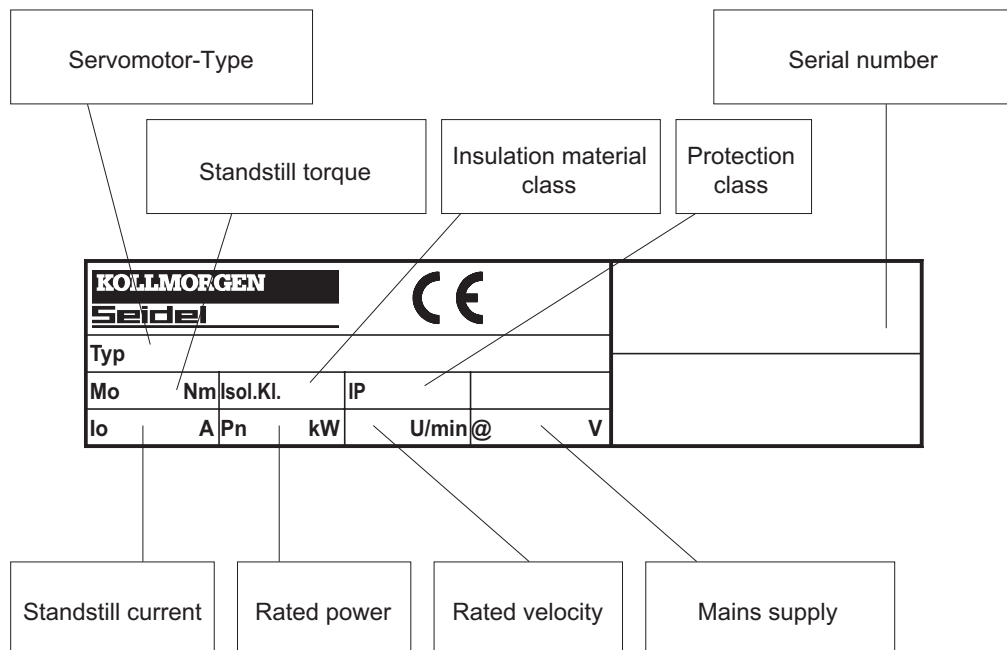 Servomotor-Type
Serial number
Standstill torque
Insulation material
class
Protection
class
KOLLMORGEN
Seidel
CE
Typ
Mo Nm Isol.Kl. IP
Io A Pn kW U/min @ V
Standstill current
Rated power
Rated velocity
Mains supply